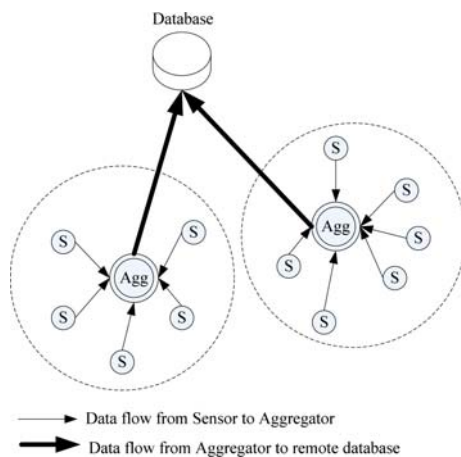 Database
S
S
S
S
Agg
S
S
Agg
S
S
S
S
S
S
S
Data flow from Sensor to Aggregator
Data flow from Aggregator to remote database